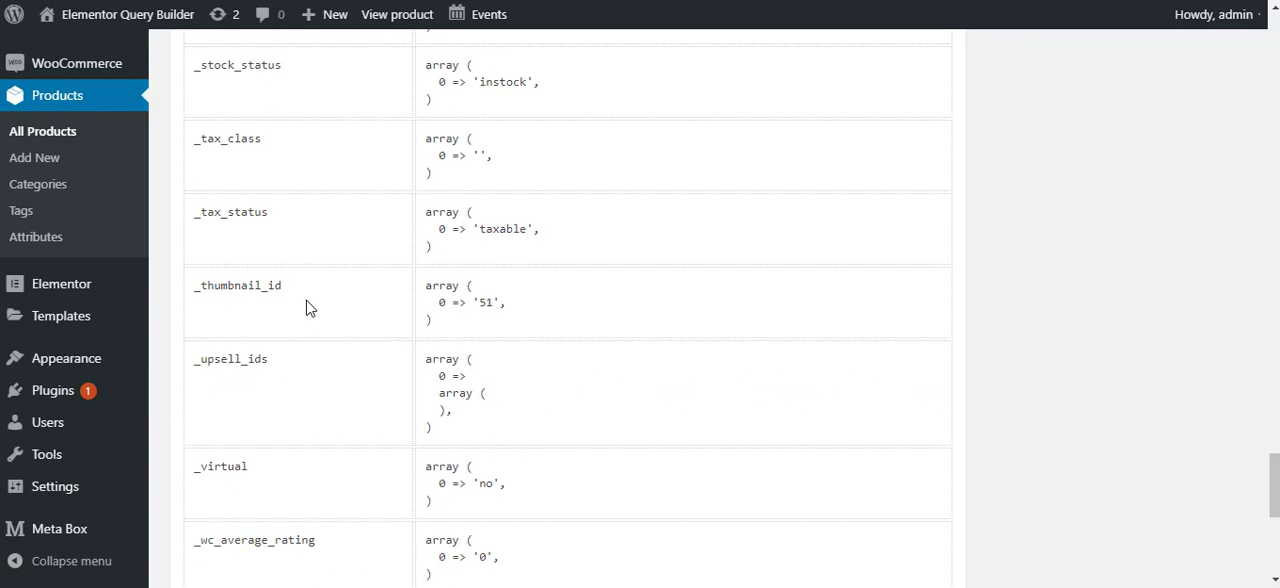 Elementor Query Builder 2 0 New View product Events Howdy, admin
WooCommerce
Products
All Products
Add New
Categories
Tags
Attributes
Elementor
Templates
Appearance
Plugins 1
Users
Tools
Settings
Meta Box
Collapse menu
_stock_status
array (
0 => 'instock',
)
_tax_class
array (
0 => '',
)
_tax_status
array (
0 => 'taxable',
)
_thumbnail_id
array (
0 => '51',
)
_upsell_ids
array (
0 =>
array (
),
)
_virtual
array (
0 => 'no',
)
_wc_average_rating
array (
0 => '0',
)